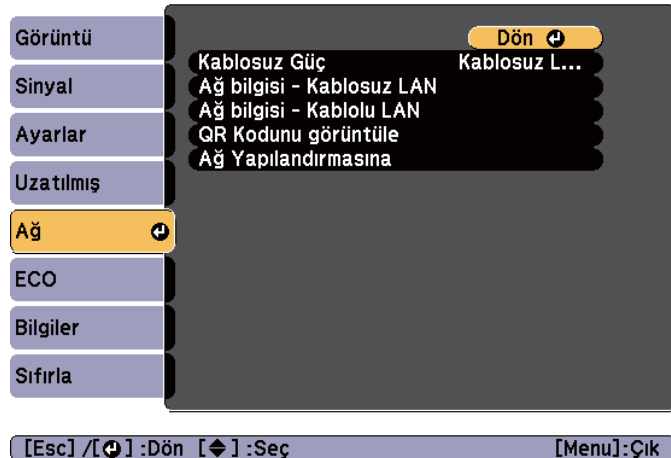 Görüntü
Sinyal
Ayarlar
Uzatılmış
Ağ
ECO
Bilgiler
Sıfırla
Dön
Kablosuz Güç Kablosuz L...
Ağ bilgisi - Kablosuz LAN
Ağ bilgisi - Kablolu LAN
QR Kodunu görüntüle
Ağ Yapılandırmasına
[Esc] /[ ] :Dön [ ] :Seç [Menu]:Çık